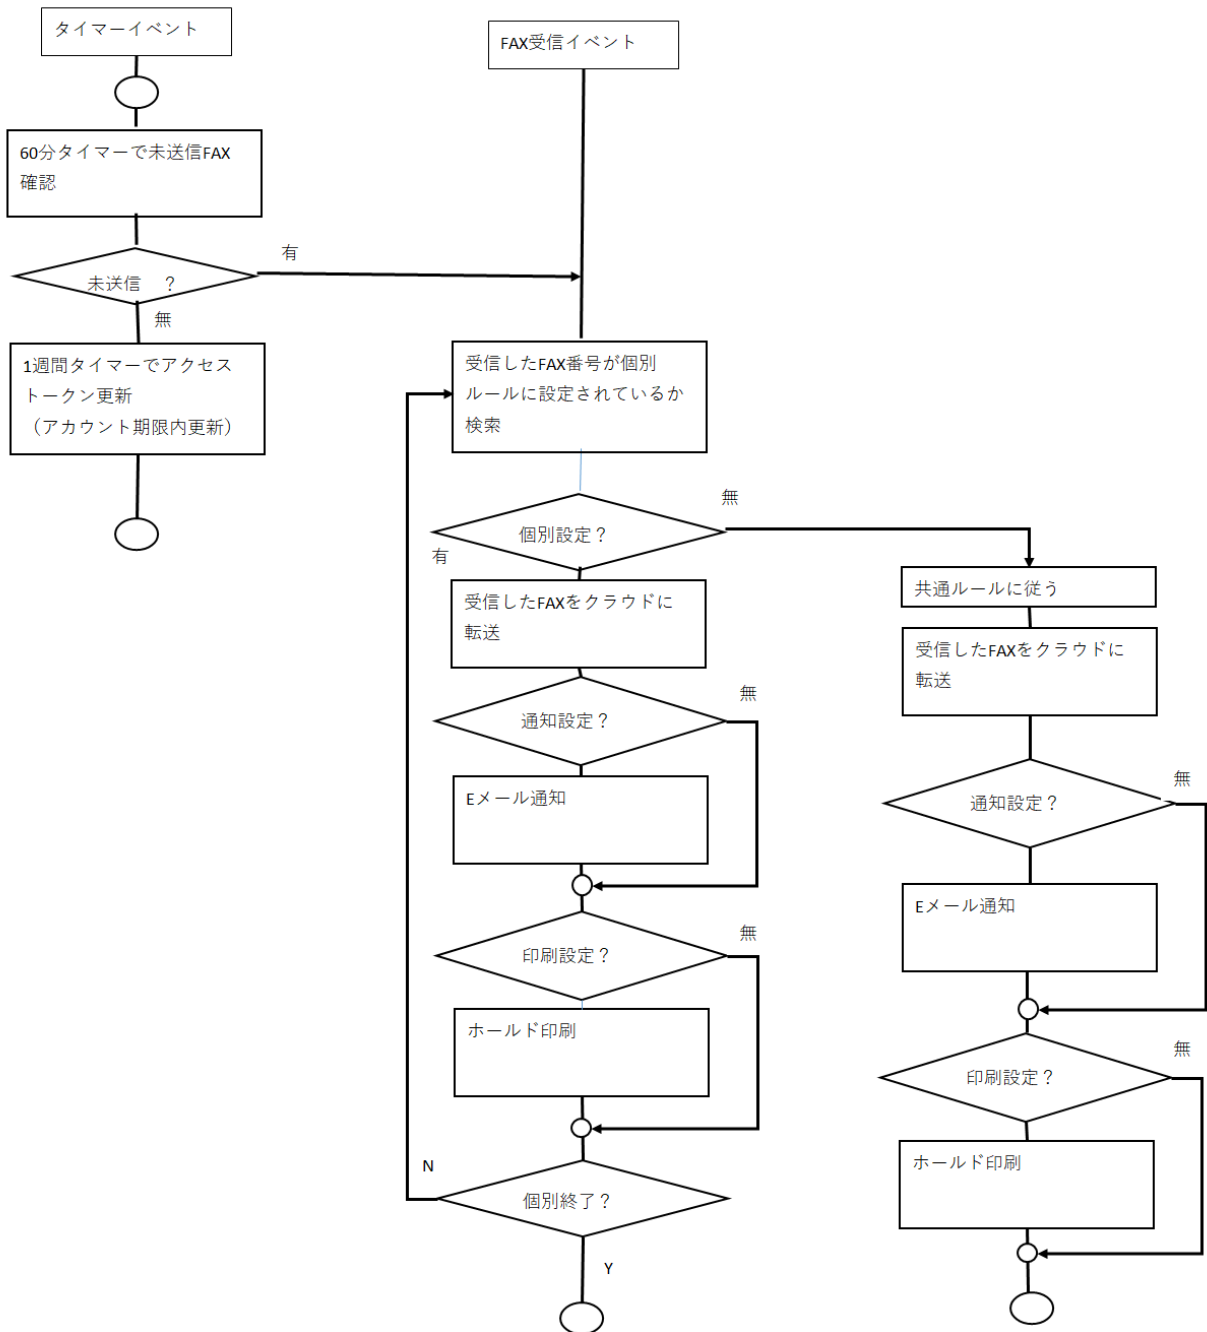 タイマーイベント
60分タイマーで未送信FAX
確認
未送信　？
有
無
1週間タイマーでアクセス
トークン更新
（アカウント期限内更新）
FAX受信イベント
受信したFAX番号が個別
ルールに設定されているか
検索
個別設定？
無
有
受信したFAXをクラウドに
転送
通知設定？
無
Eメール通知
印刷設定？
無
ホールド印刷
個別終了？
N
Y
共通ルールに従う
受信したFAXをクラウドに
転送
通知設定？
無
Eメール通知
印刷設定？
無
ホールド印刷